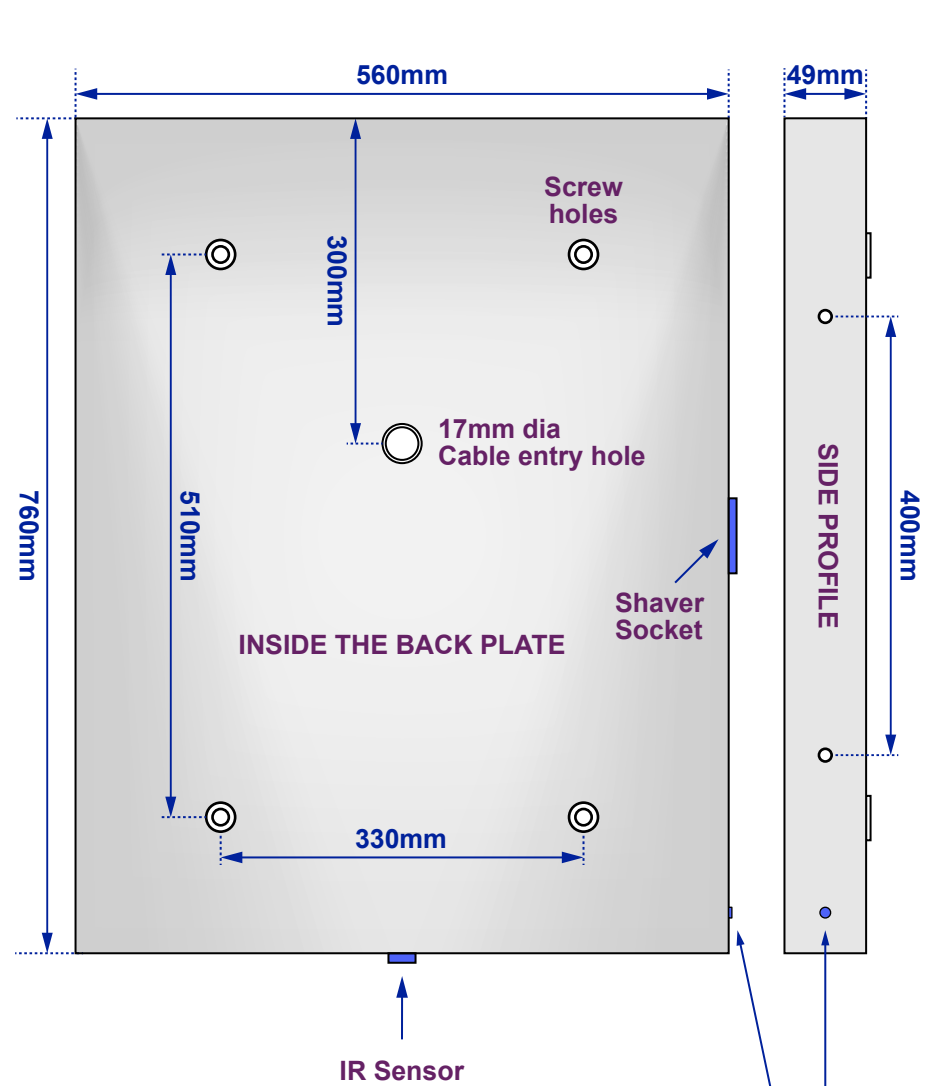 560mm
49mm
Screw
holes
300mm
17mm dia
Cable entry hole
760mm
510mm
SIDE PROFILE
400mm
Shaver
Socket
INSIDE THE BACK PLATE
330mm
IR Sensor